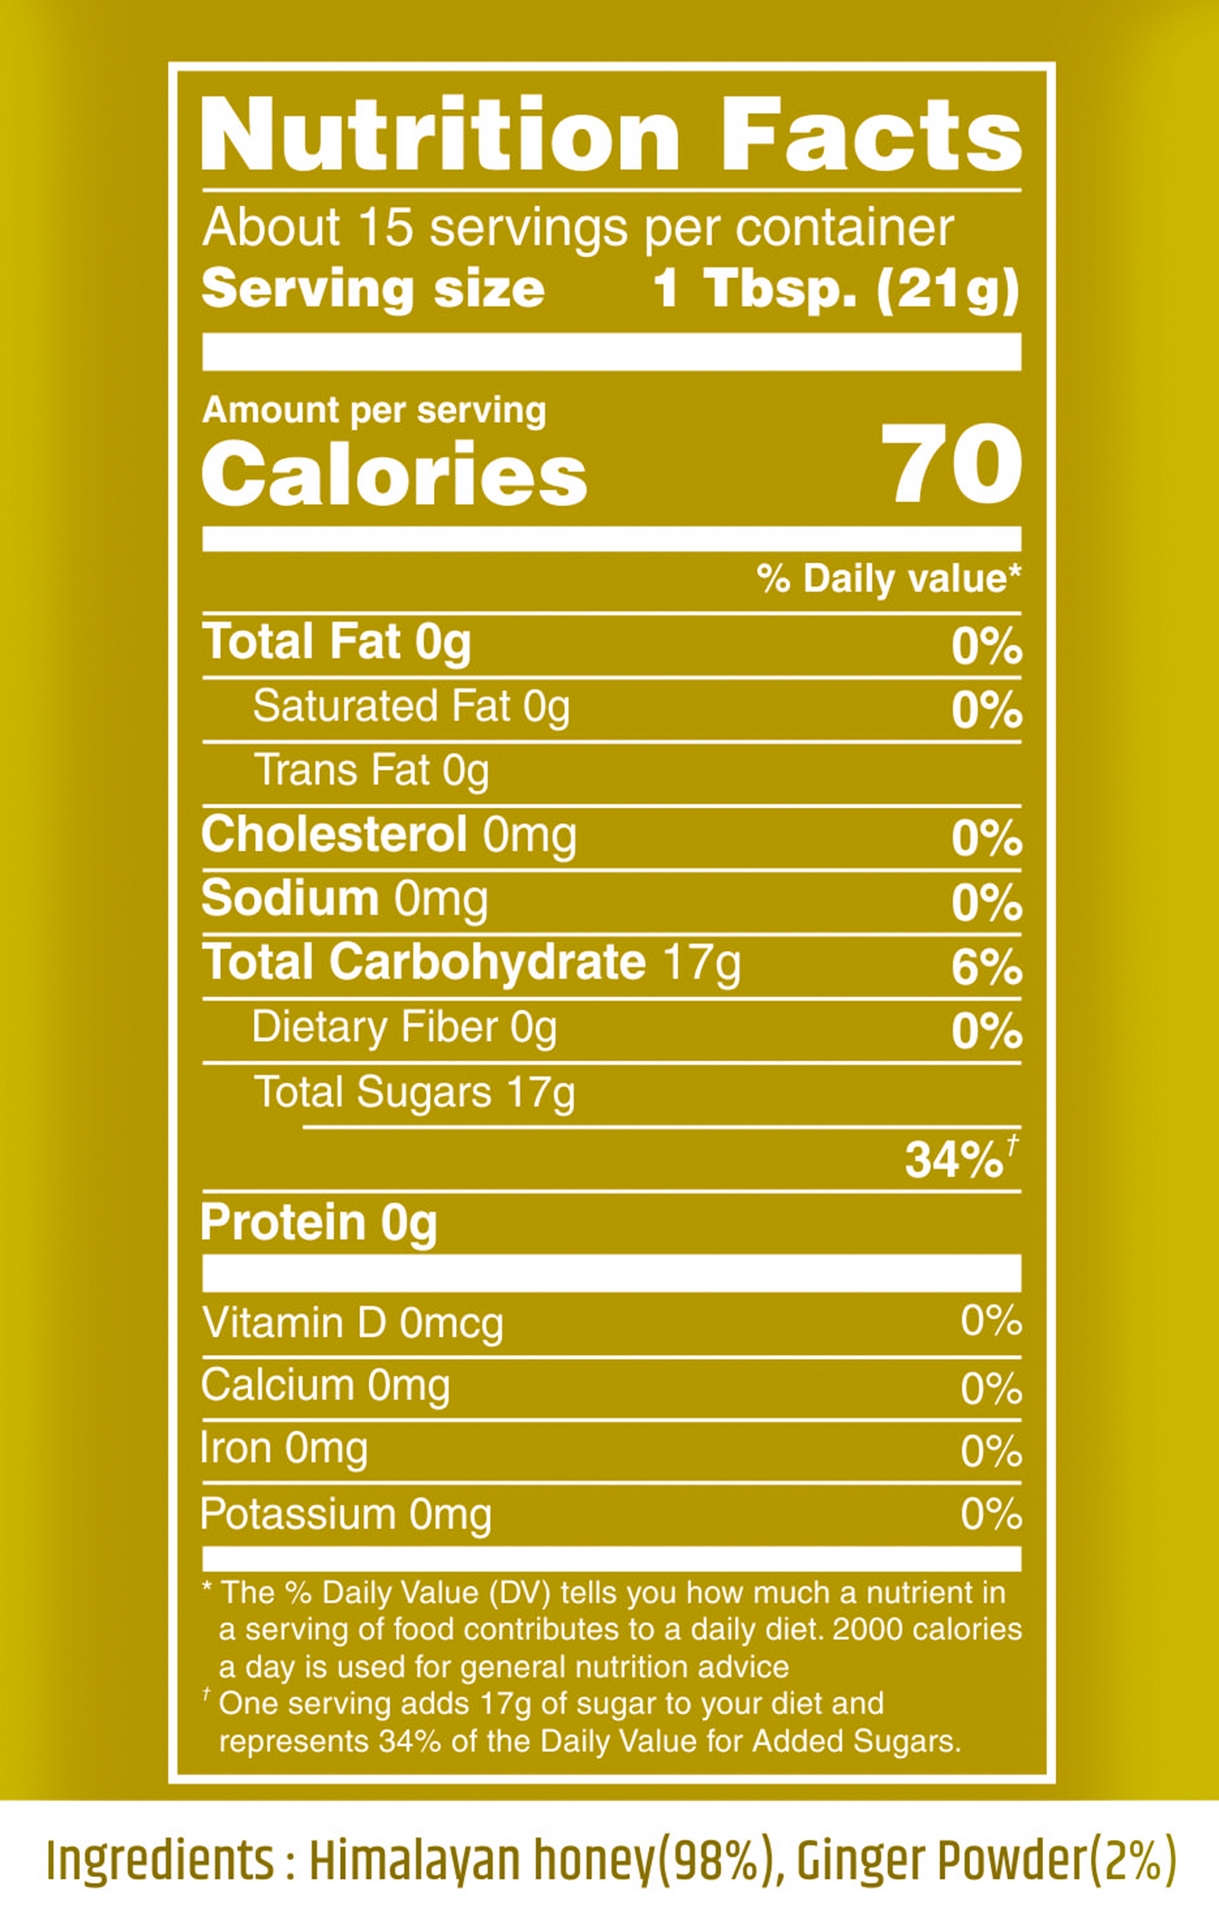 Nutrition Facts
About 15 servings per container
Serving size 1 Tbsp. (21g)
Amount per serving
Calories 70
% Daily value*
Total Fat 0g 0%
Saturated Fat 0g 0%
Trans Fat 0g
Cholesterol 0mg 0%
Sodium 0mg 0%
Total Carbohydrate 17g 6%
Dietary Fiber 0g 0%
Total Sugars 17g
34%†
Protein 0g
Vitamin D 0mcg 0%
Calcium 0mg 0%
Iron 0mg 0%
Potassium 0mg 0%
* The % Daily Value (DV) tells you how much a nutrient in
a serving of food contributes to a daily diet. 2000 calories
a day is used for general nutrition advice
† One serving adds 17g of sugar to your diet and
represents 34% of the Daily Value for Added Sugars.
Ingredients : Himalayan honey(98%), Ginger Powder(2%)